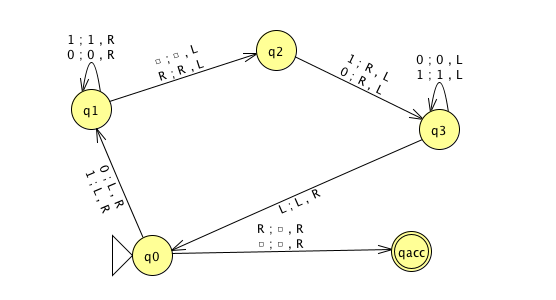 1 ; 1 , R
0 ; 0 , R
q1
□ ; □ , L
R ; R , L
q2
1 ; R , L
0 ; R , L
0 ; 0 , L
1 ; 1 , L
q3
0 ; L , R
1 ; L , R
L ; L , R
q0
R ; □ , R
□ ; □ , R
qacc